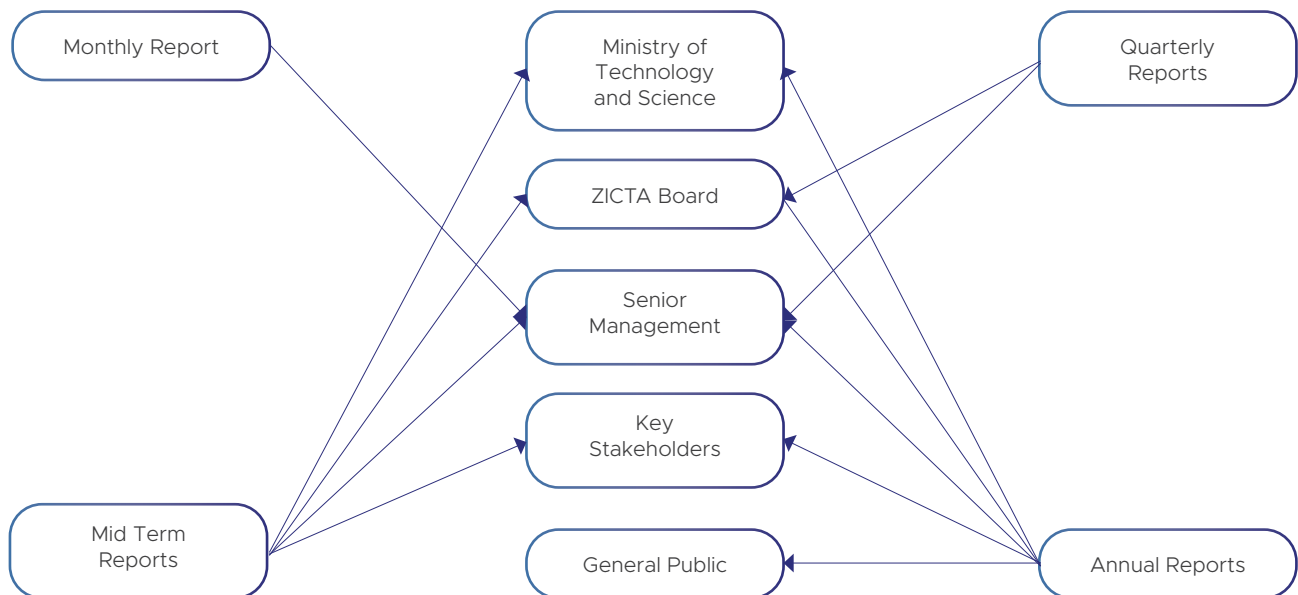 Monthly Report
Ministry of
Technology
and Science
Quarterly
Reports
ZICTA Board
Senior
Management
Key
Stakeholders
Mid Term
Reports
General Public
Annual Reports